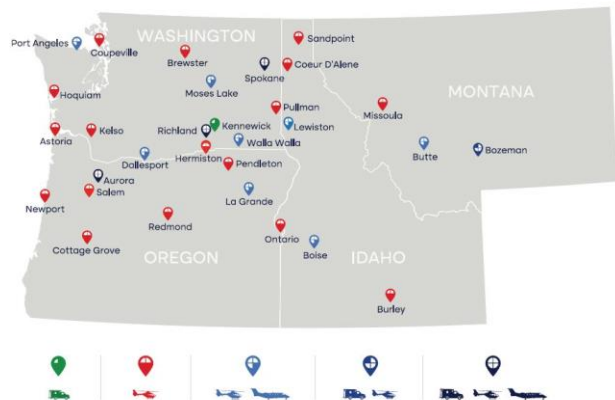 WASHINGTON
Sandpoint
Port Angeles
Coupeville
Brewster
Spokane
Coeur D'Alene
MONTANA
Moses Lake
Hoquiam
Pullman
Missoula
Kennewick
Lewiston
Astoria
Kelso
Richland
Walla Walla
Butte
Bozeman
Hermiston
Dallesport
Pendleton
Aurora
Salem
La Grande
Newport
Redmond
Ontario
Cottage Grove
Boise
OREGON
IDAHO
Burley